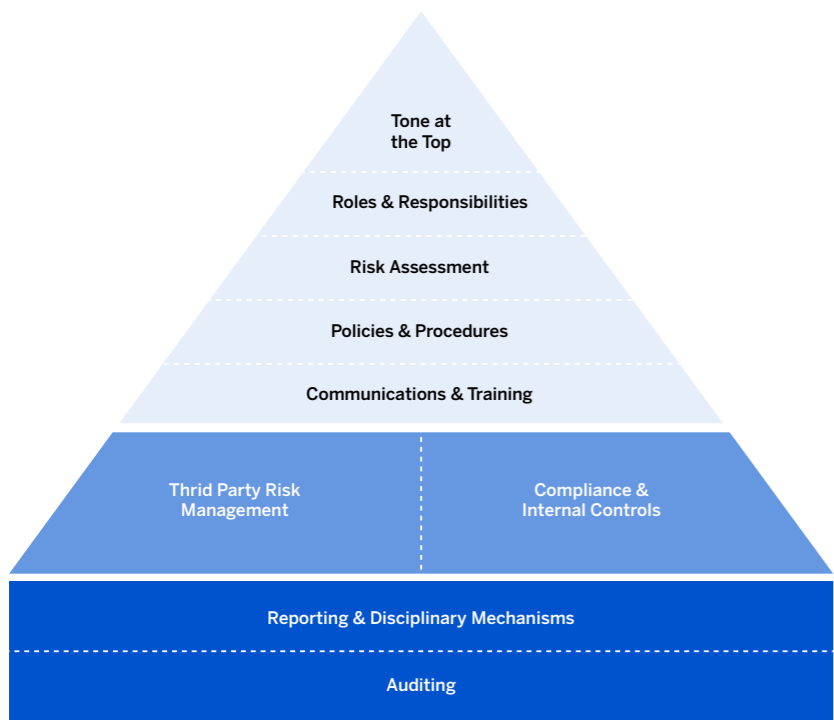 Tone at
the Top
Roles & Responsibilities
Risk Assessment
Policies & Procedures
Communications & Training
Thrid Party Risk
Management
Compliance &
Internal Controls
Reporting & Disciplinary Mechanisms
Auditing